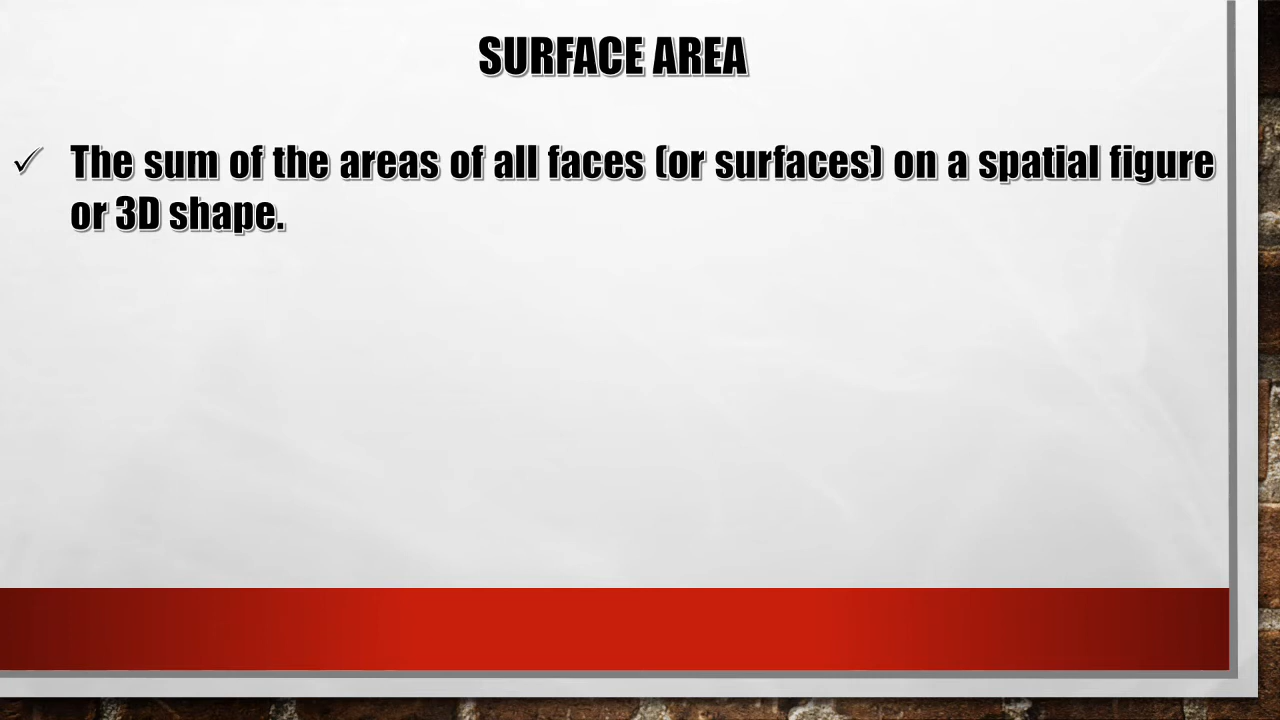 SURFACE AREA
✓ The sum of the areas of all faces (or surfaces) on a spatial figure
or 3D shape.